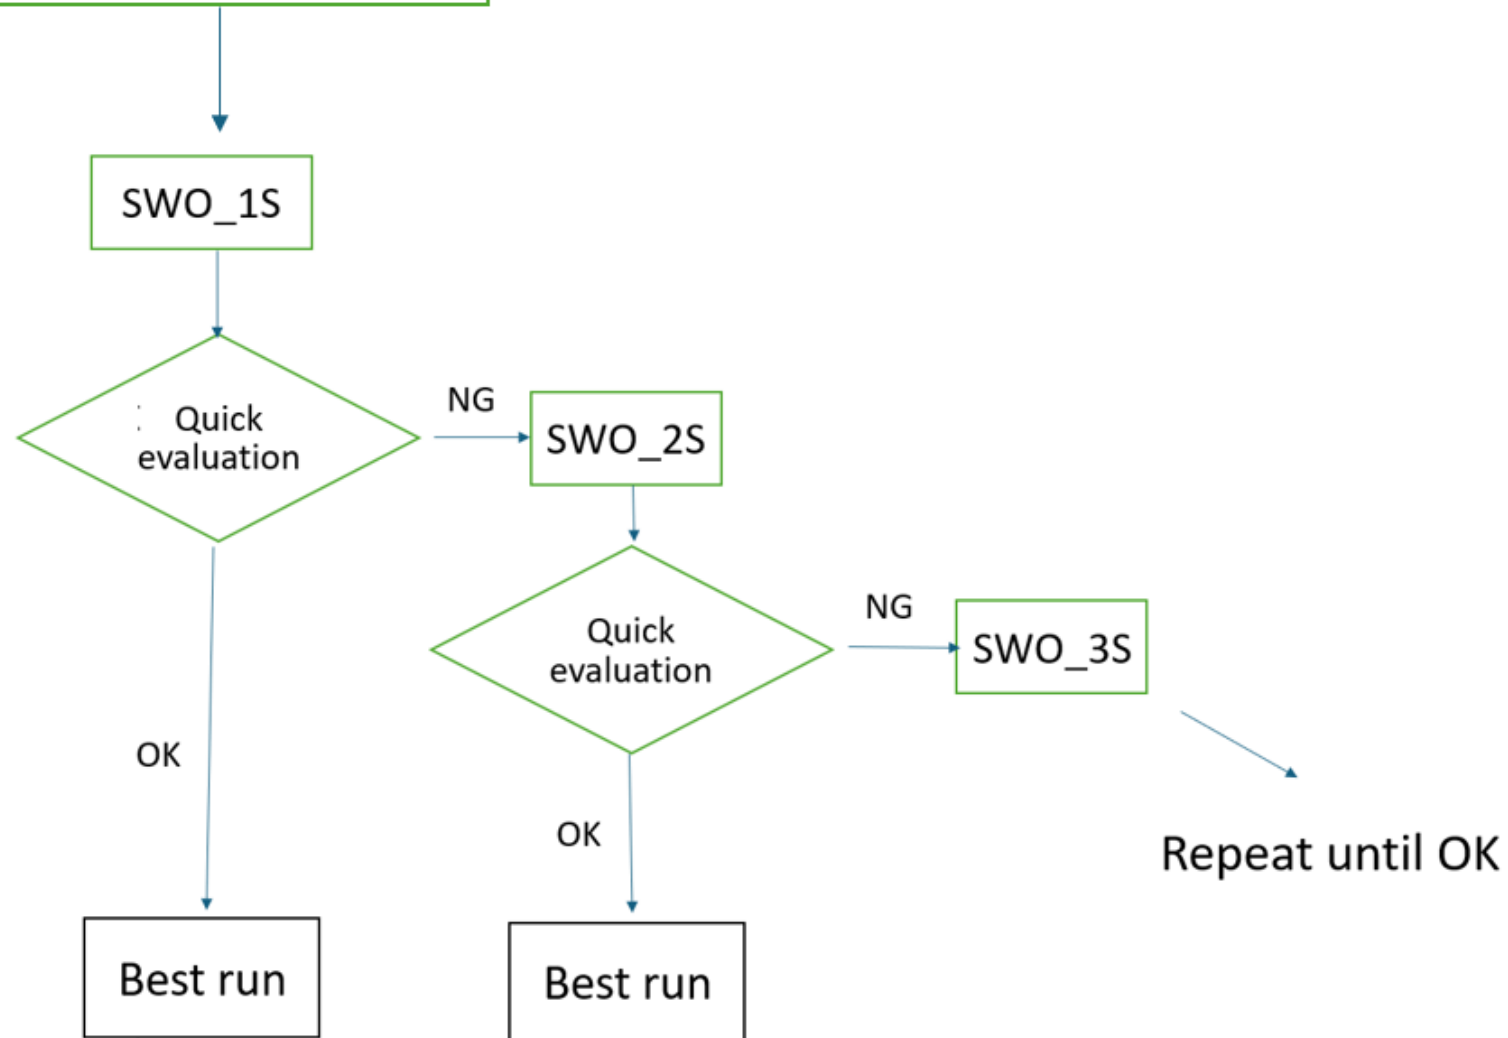 SWO_1S
Quick
evaluation
NG
SWO_2S
Quick
evaluation
NG
SWO_3S
OK
OK
Repeat until OK
Best run
Best run